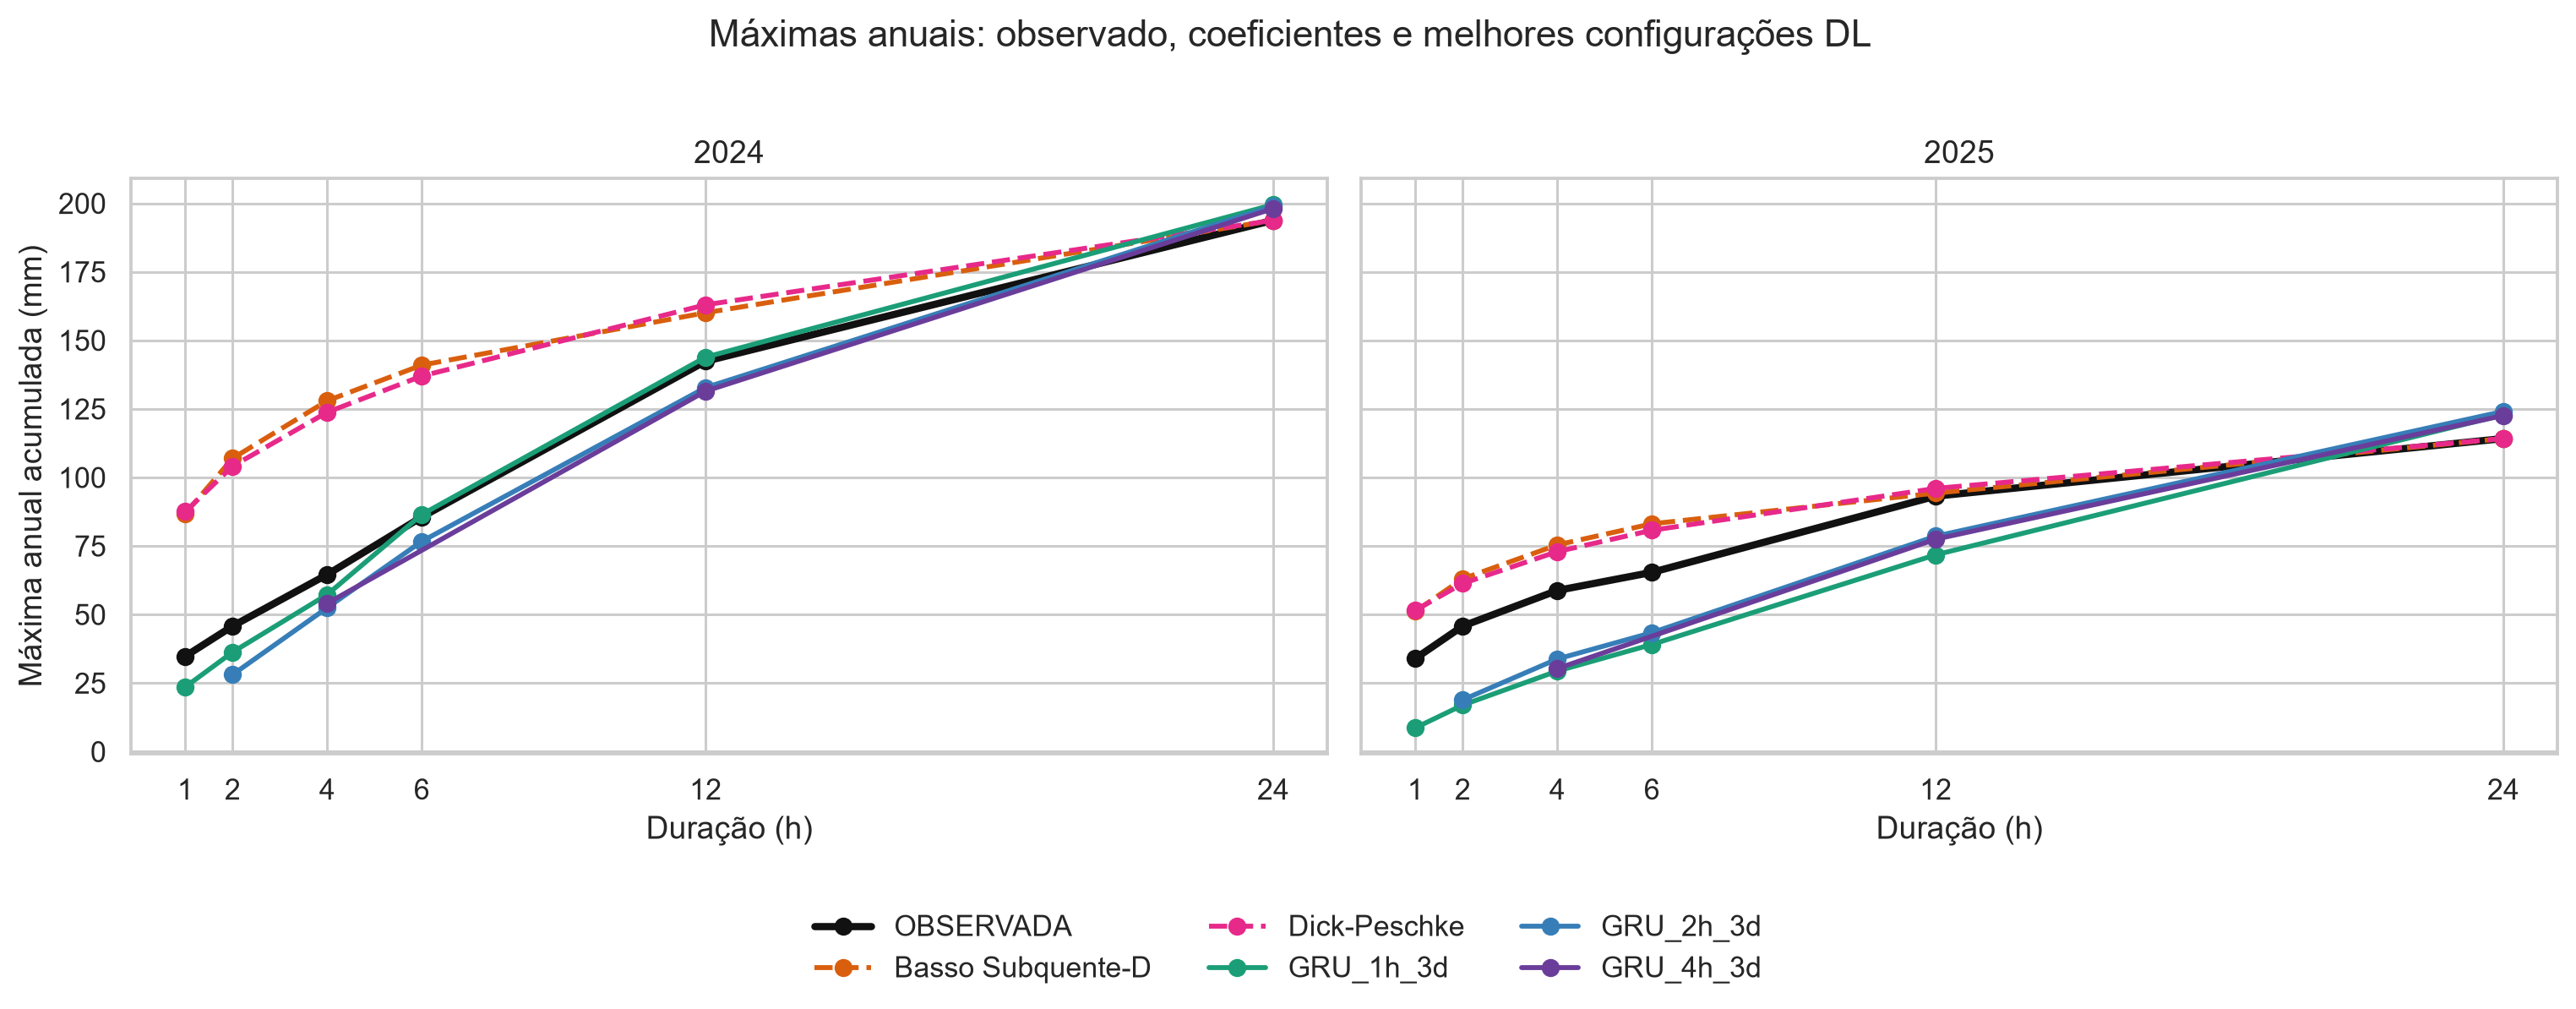 Máximas anuais: observado, coeficientes e melhores configurações DL
2024
2025
Máxima anual acumulada (mm)
200
175
150
125
100
75
50
25
0
1 2 4 6 12 24
1 2 4 6 12 24
Duração (h)
Duração (h)
OBSERVADA
Basso Subquente-D
Dick-Peschke
GRU_1h_3d
GRU_2h_3d
GRU_4h_3d